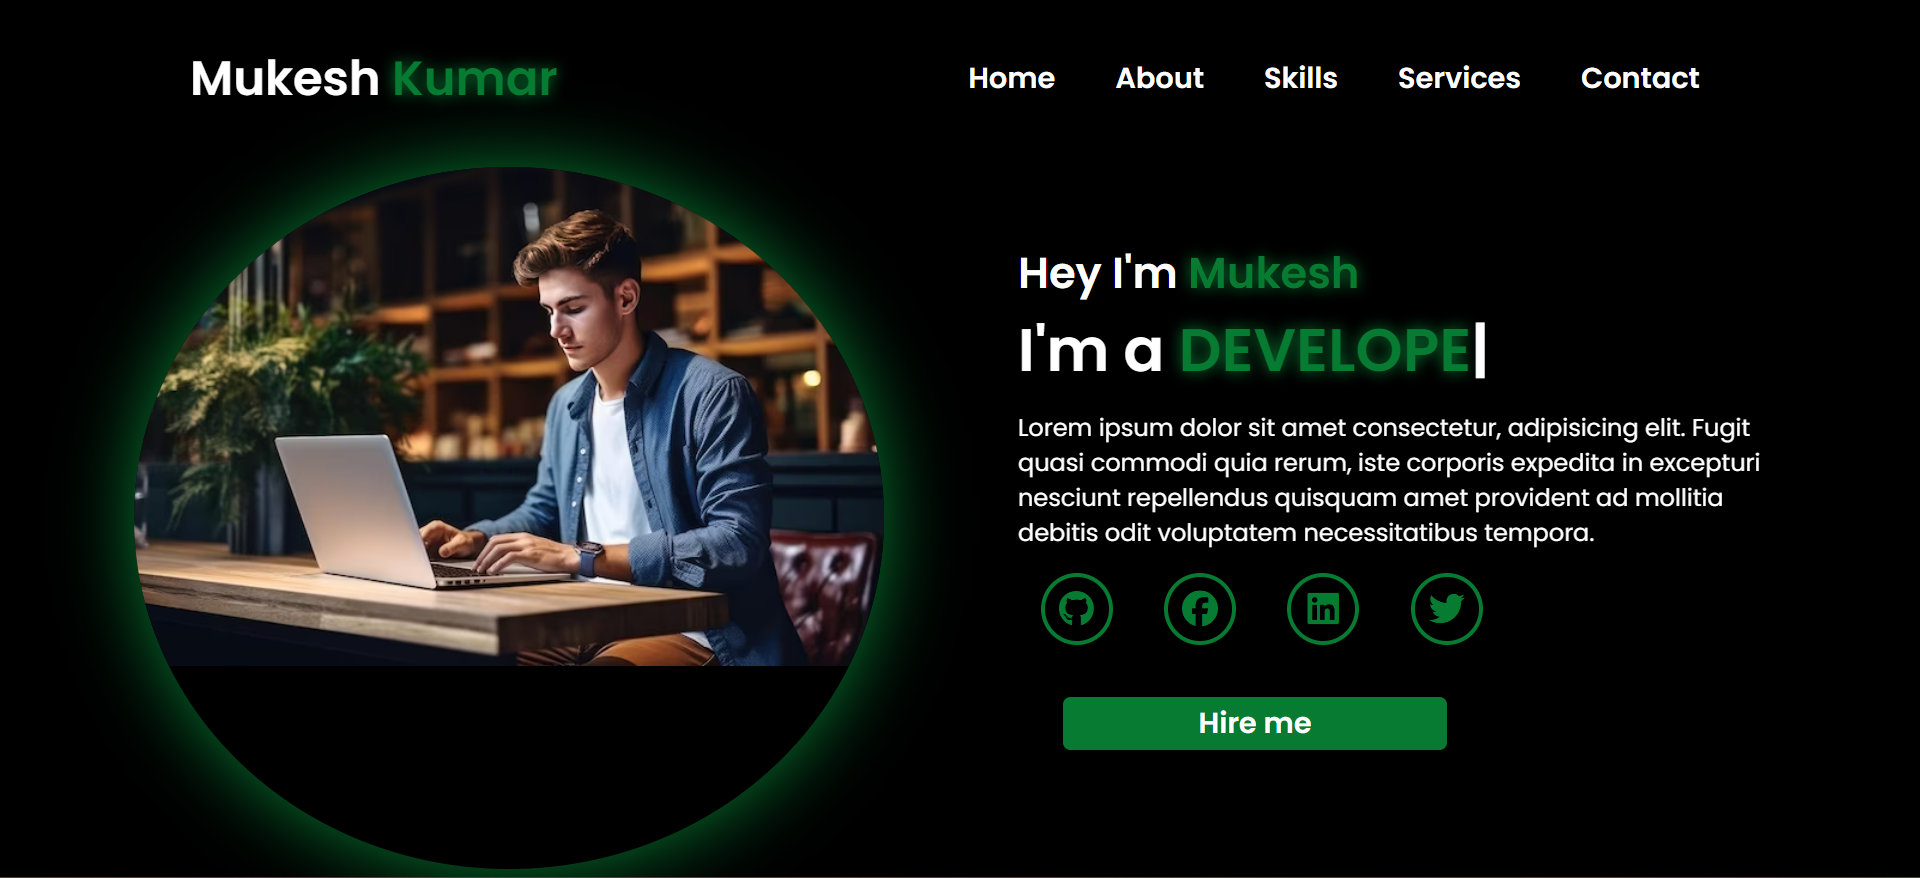 Mukesh Kumar
Home About Skills Services Contact
Hey I'm Mukesh
I'm a DEVELOPE|
Lorem ipsum dolor sit amet consectetur, adipisicing elit. Fugit
quasi commodi quia rerum, iste corporis expedita in excepturi
nesciunt repellendus quisquam amet provident ad mollitia
debitis odit voluptatem necessitatibus tempora.
in
Hire me